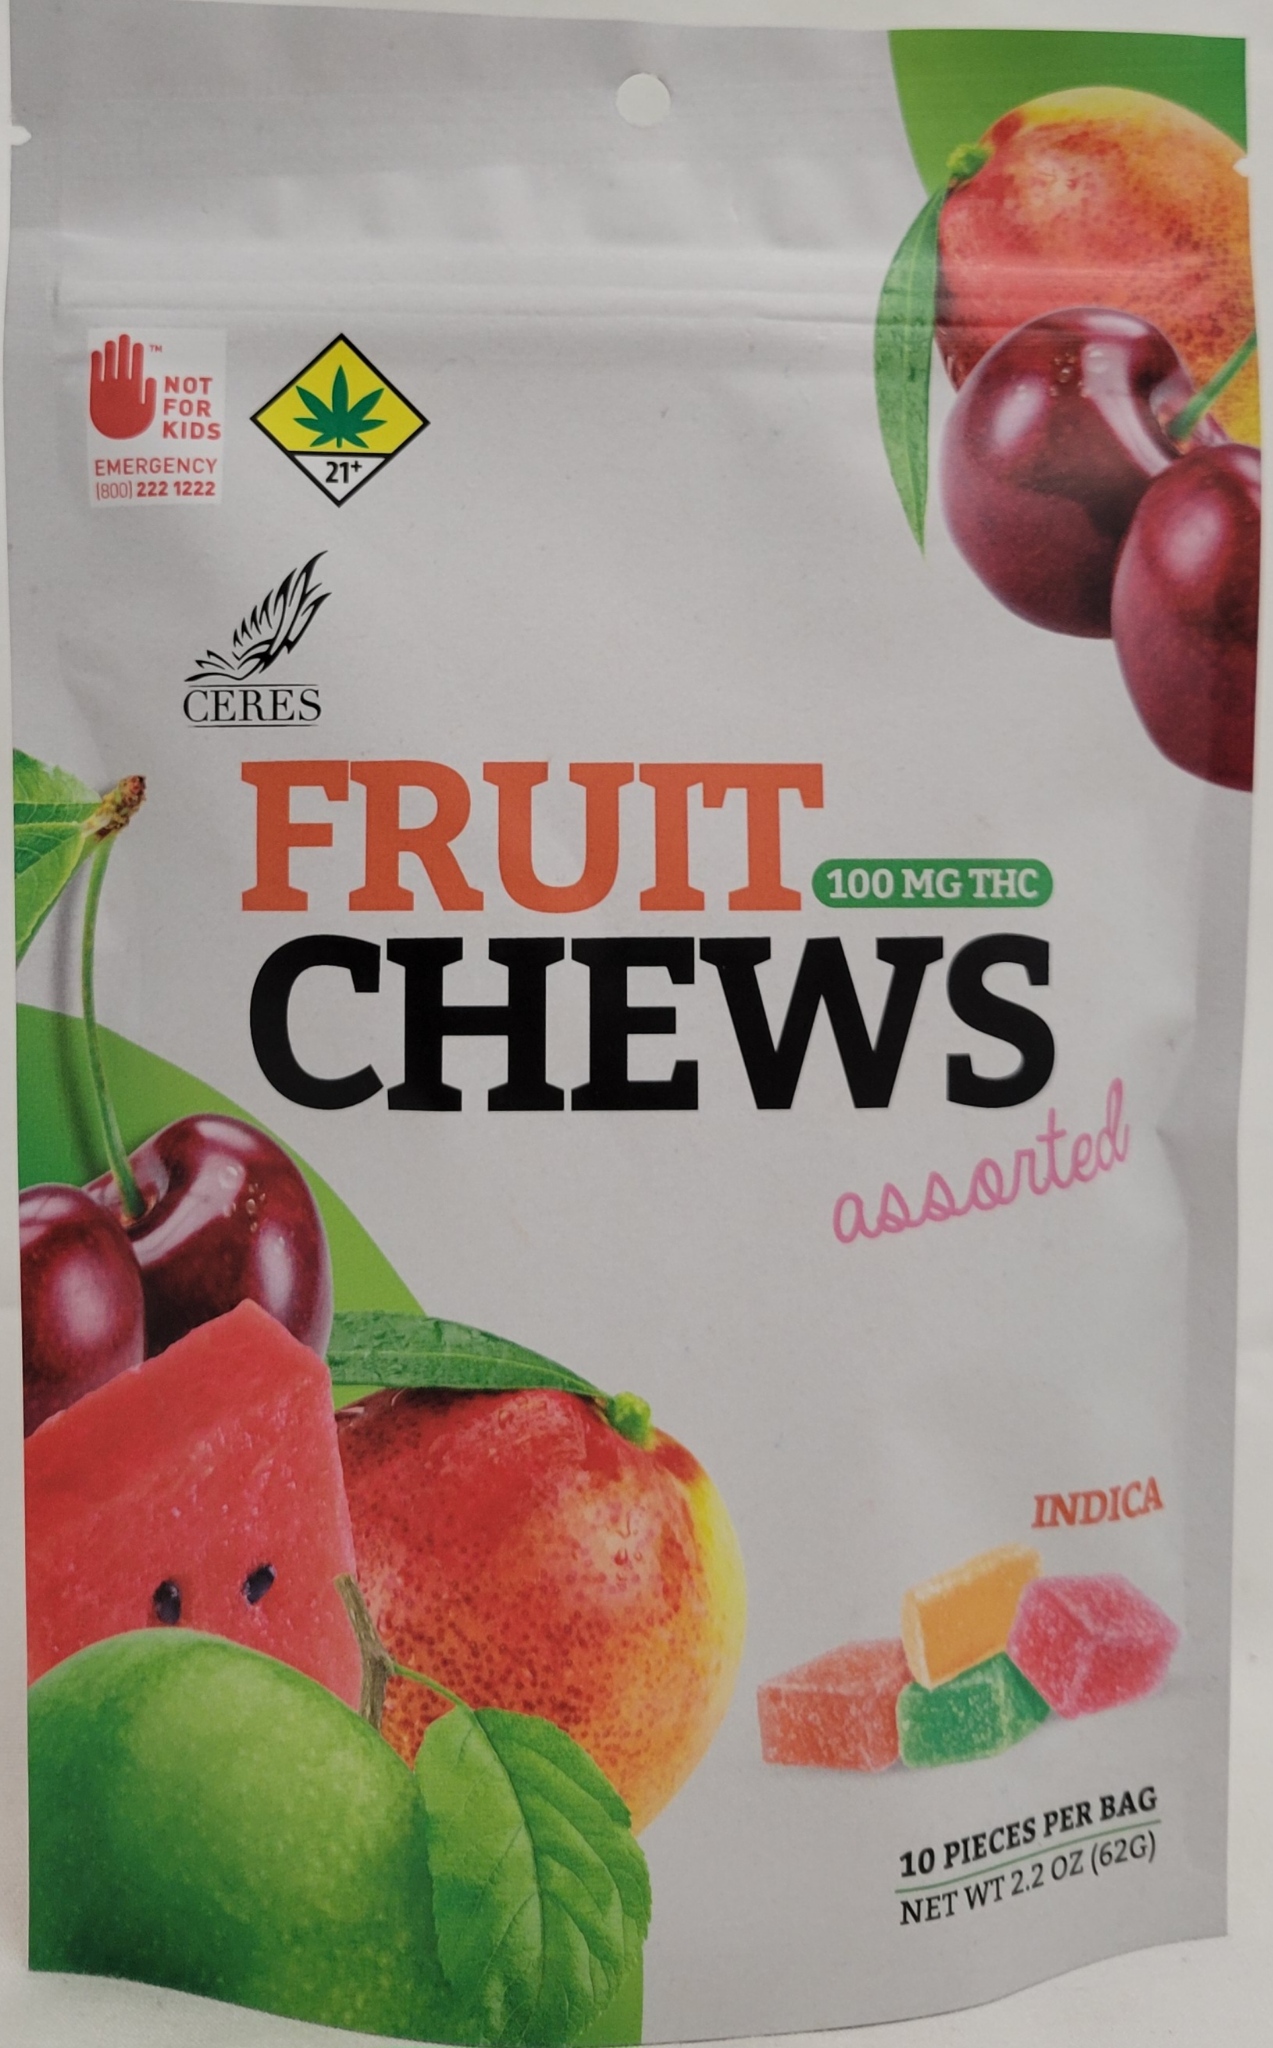 ™
NOT
FOR
KIDS
EMERGENCY
(800) 222 1222
21+
CERES
FRUIT
100 MG THC
CHEWS
assorted
INDICA
10 PIECES PER BAG
NET WT 2.2 OZ (62G)